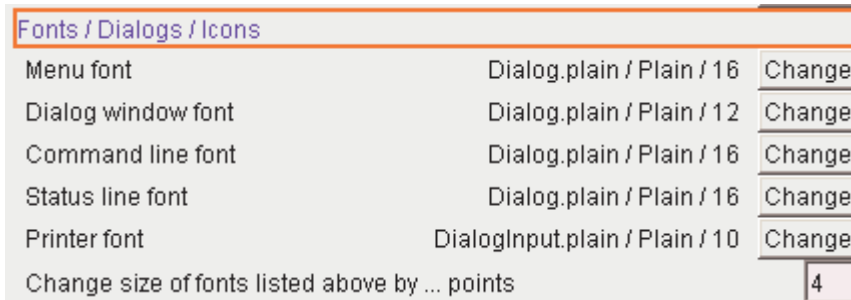 Fonts / Dialogs / Icons
Menu font Dialog.plain / Plain / 16 Change
Dialog window font Dialog.plain / Plain / 12 Change
Command line font Dialog.plain / Plain / 16 Change
Status line font Dialog.plain / Plain / 16 Change
Printer font DialogInput.plain / Plain / 10 Change
Change size of fonts listed above by ... points 4